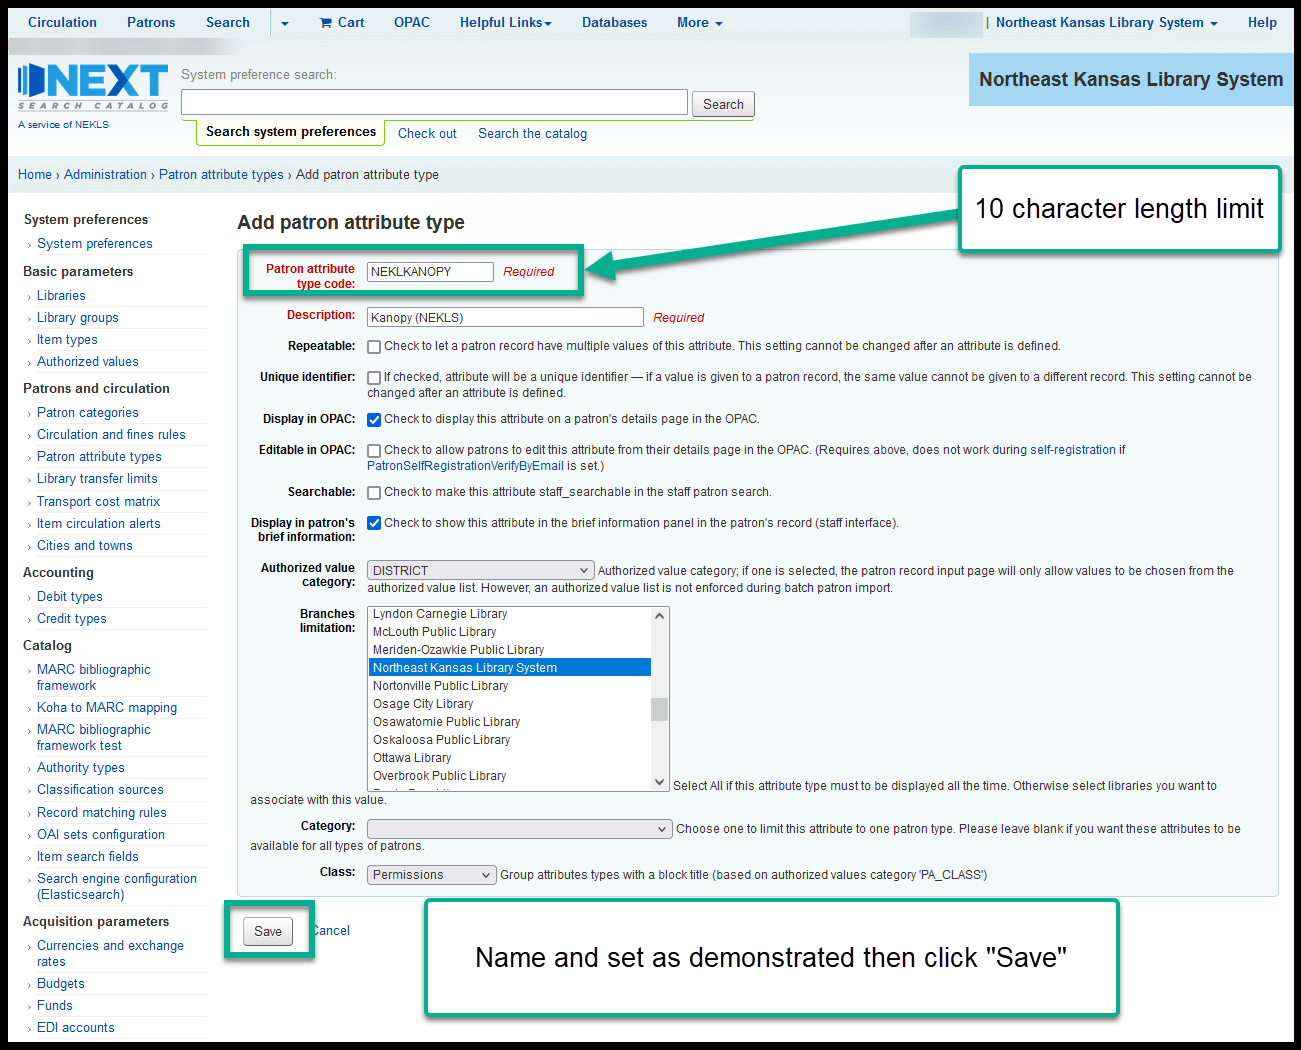 Circulation Patrons Search Cart OPAC Helpful Links Databases More | Northeast Kansas Library System Help
NEXT
SEARCH CATALOG
A service of NEKLS
System preference search:
Search
Search system preferences Check out Search the catalog
Northeast Kansas Library System
Home › Administration › Patron attribute types › Add patron attribute type
10 character length limit
System preferences
› System preferences
Basic parameters
› Libraries
› Library groups
› Item types
› Authorized values
Patrons and circulation
› Patron categories
› Circulation and fines rules
› Patron attribute types
› Library transfer limits
› Transport cost matrix
› Item circulation alerts
› Cities and towns
Accounting
› Debit types
› Credit types
Catalog
› MARC bibliographic
framework
› Koha to MARC mapping
› MARC bibliographic
framework test
› Authority types
› Classification sources
› Record matching rules
› OAI sets configuration
› Item search fields
› Search engine configuration
(Elasticsearch)
Acquisition parameters
› Currencies and exchange
rates
› Budgets
› Funds
› EDI accounts
Add patron attribute type
Patron attribute
type code: NEKLKANOPY Required
Description: Kanopy (NEKLS) Required
Repeatable: Check to let a patron record have multiple values of this attribute. This setting cannot be changed after an attribute is defined.
Unique identifier: If checked, attribute will be a unique identifier — if a value is given to a patron record, the same value cannot be given to a different record. This setting cannot be
changed after an attribute is defined.
Display in OPAC: Check to display this attribute on a patron's details page in the OPAC.
Editable in OPAC: Check to allow patrons to edit this attribute from their details page in the OPAC. (Requires above, does not work during self-registration if
PatronSelfRegistrationVerifyByEmail is set.)
Searchable: Check to make this attribute staff_searchable in the staff patron search.
Display in patron's
brief information: Check to show this attribute in the brief information panel in the patron's record (staff interface).
Authorized value
category: DISTRICT Authorized value category; if one is selected, the patron record input page will only allow values to be chosen from the
authorized value list. However, an authorized value list is not enforced during batch patron import.
Branches
limitation:
Lyndon Carnegie Library
McLouth Public Library
Meriden-Ozawkie Public Library
Northeast Kansas Library System
Nortonville Public Library
Osage City Library
Osawatomie Public Library
Oskaloosa Public Library
Ottawa Library
Overbrook Public Library
Select All if this attribute type must to be displayed all the time. Otherwise select libraries you want to
associate with this value.
Category: Choose one to limit this attribute to one patron type. Please leave blank if you want these attributes to be
available for all types of patrons.
Class: Permissions Group attributes types with a block title (based on authorized values category 'PA_CLASS')
Save Cancel
Name and set as demonstrated then click "Save"